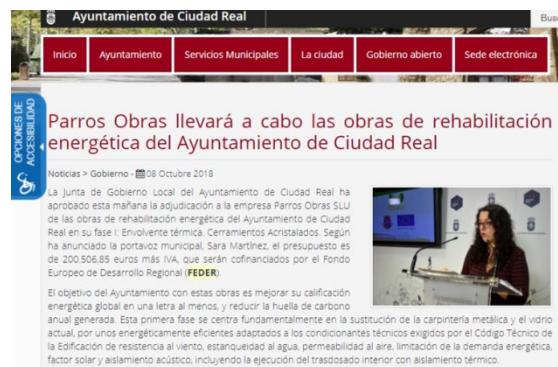 Ayuntamiento de Ciudad Real
Inicio Ayuntamiento Servicios Municipales La ciudad Gobierno abierto Sede electrónica
OPCIONES DE
ACCESIBILIDAD
Parros Obras llevará a cabo las obras de rehabilitación
energética del Ayuntamiento de Ciudad Real
Noticias > Gobierno - 08 Octubre 2018
La Junta de Gobierno Local del Ayuntamiento de Ciudad Real ha
aprobado esta mañana la adjudicación a la empresa Parros Obras SLU
de las obras de rehabilitación energética del Ayuntamiento de Ciudad
Real en su fase I: Envolvente térmica. Cerramientos Acristalados. Según
ha anunciado la portavoz municipal, Sara Martínez, el presupuesto es
de 200.506,85 euros más IVA, que serán cofinanciados por el Fondo
Europeo de Desarrollo Regional (FEDER).
El objetivo del Ayuntamiento con estas obras es mejorar su calificación
energética global en una letra al menos, y reducir la huella de carbono
anual generada. Esta primera fase se centra fundamentalmente en la sustitución de la carpintería metálica y el vidrio
actual, por unos energéticamente eficientes adaptados a los condicionantes técnicos exigidos por el Código Técnico de
la Edificación de resistencia al viento, estanqueidad al agua, permeabilidad al aire, limitación de la demanda energética,
factor solar y aislamiento acústico, incluyendo la ejecución del trasdosado interior con aislamiento térmico.